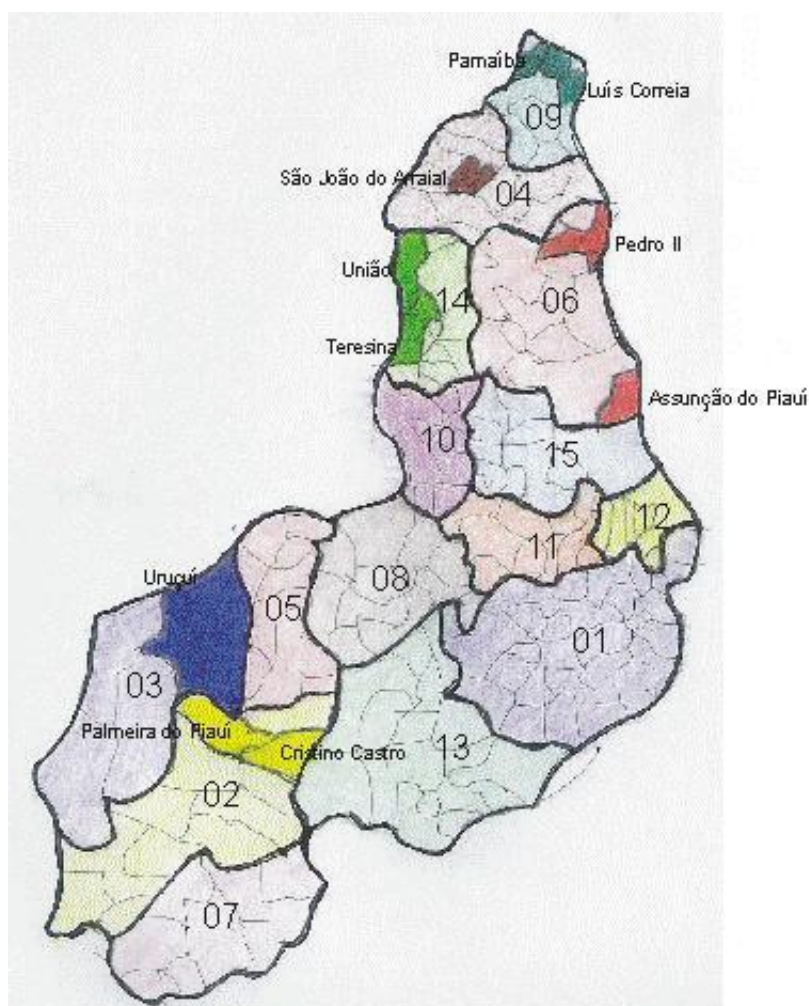 Parnaíba
Luís Correia
09
São João do Arraial
04
Pedro II
União
06
14
Teresina
Assunção do Piauí
10
15
12
11
Uruçuí
08
05
01
03
Palmeira do Piauí
Cristino Castro
13
02
07